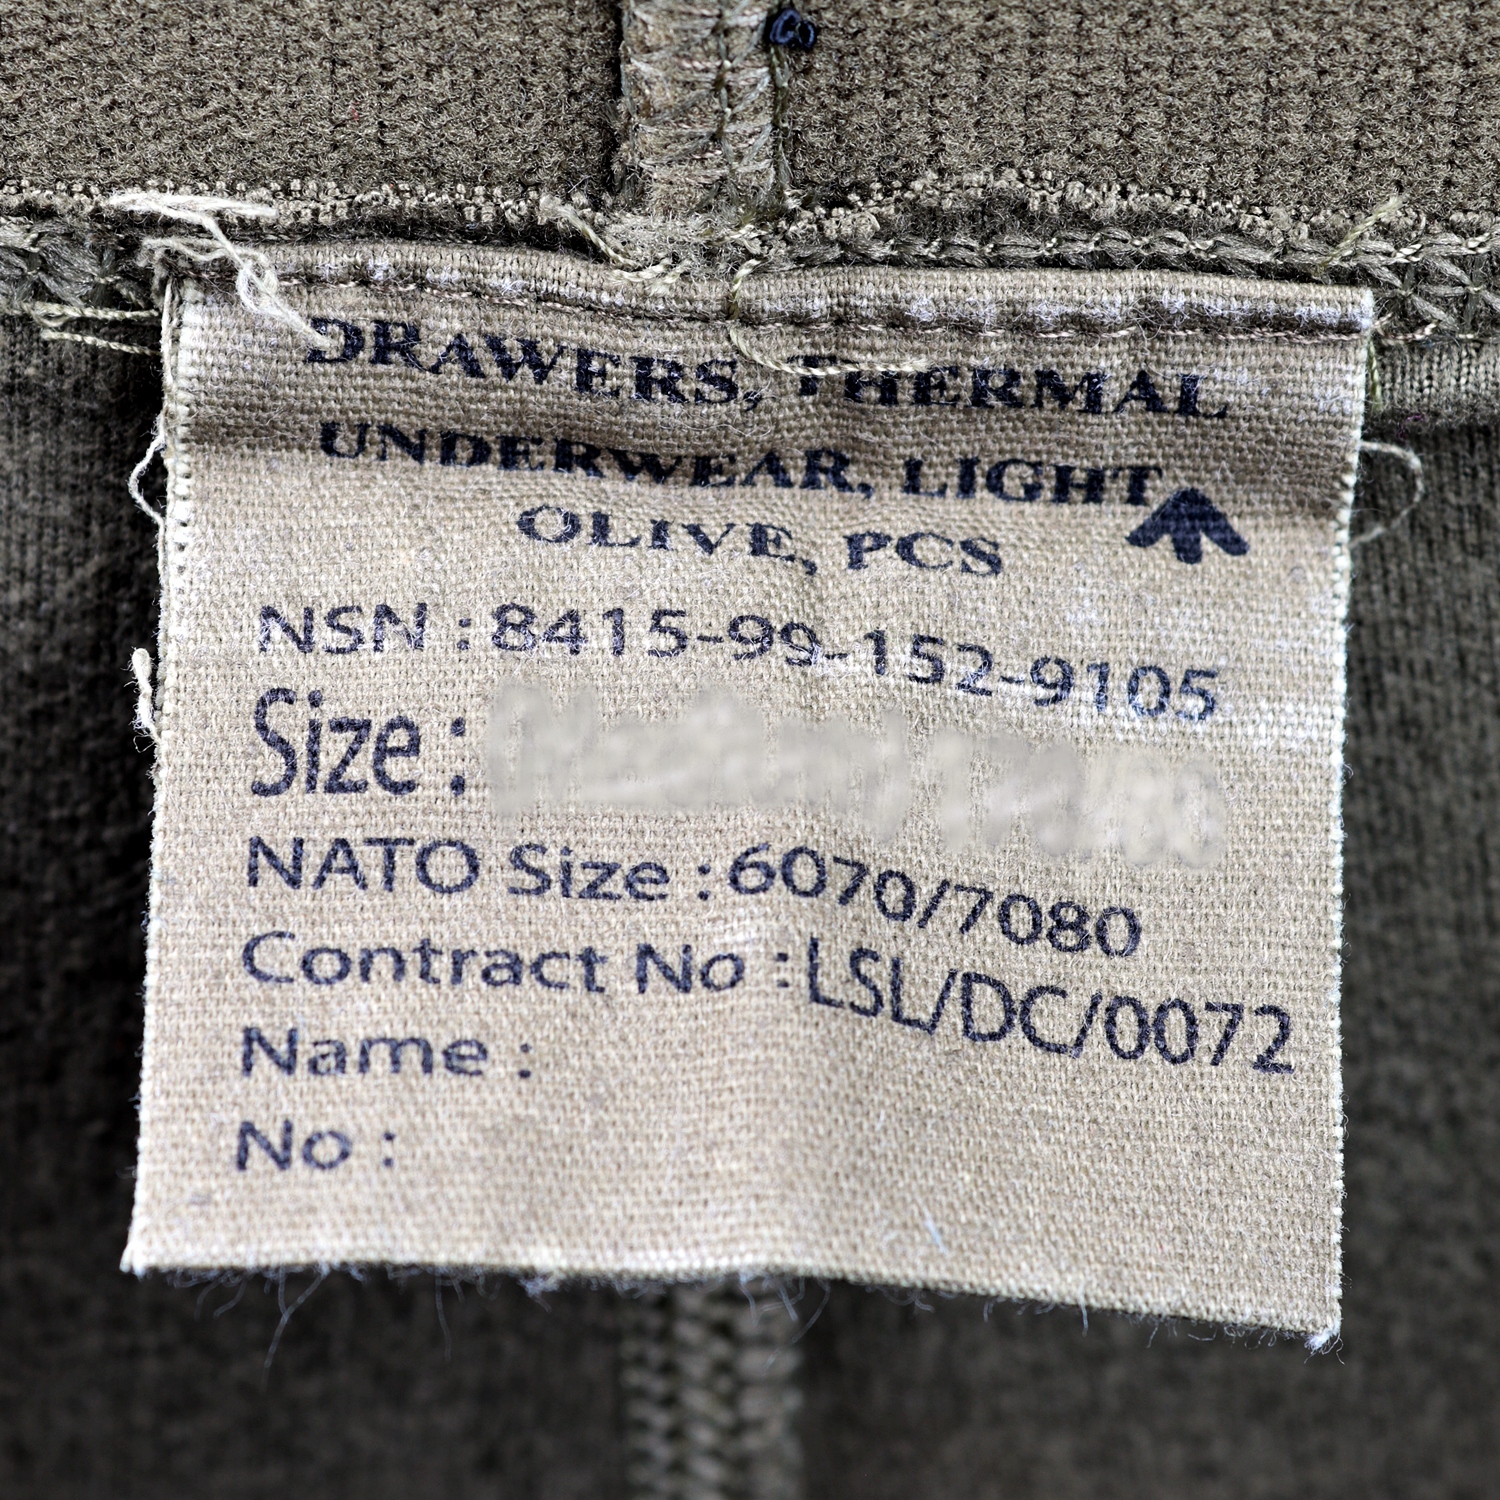 DRAWERS, THERMAL
UNDERWEAR, LIGHT
OLIVE, PCS
NSN : 8415-99-152-9105
Size :
NATO Size : 6070/7080
Contract No : LSL/DC/0072
Name :
No :